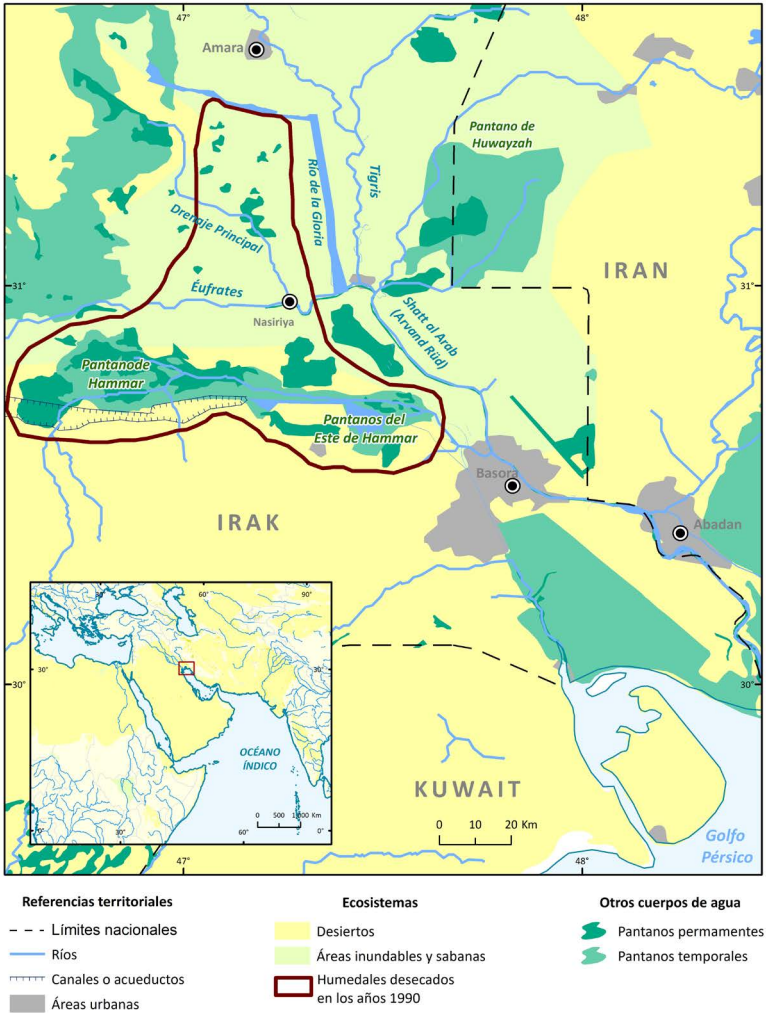 47°
48°
Amara
Pantano de
Huwayzah
Río de la Gloria
Tigris
Drenaje Principal
31°
IRAN
31°
Éufrates
Nasiriya
Shatt al Arab
(Arvand Rūd)
Pantanode
Hammar
Pantanos del
Este de Hammar
Basora
IRAK
Abadan
60°
90°
30°
30°
30°
30°
OCÉANO
ÍNDICO
0 500 1,000 Km
0°
0°
30°
60°
KUWAIT
0 10 20 Km
Golfo
Pérsico
47°
48°
Referencias territoriales
Límites nacionales
Ríos
Canales o acueductos
Áreas urbanas
Ecosistemas
Desiertos
Áreas inundables y sabanas
Humedales desecados
en los años 1990
Otros cuerpos de agua
Pantanos permamentes
Pantanos temporales